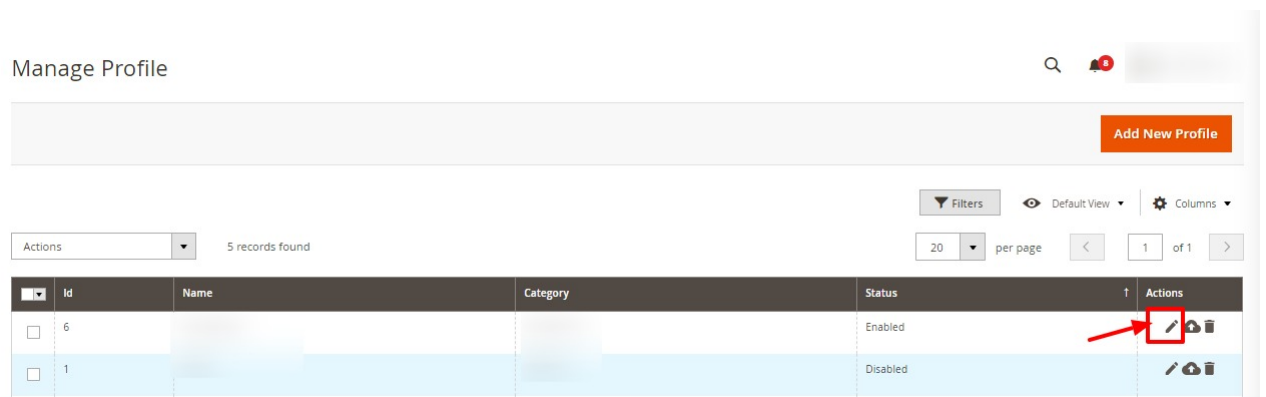 Manage Profile
8
Add New Profile
Filters Default View Columns
Actions 5 records found 20 per page 1 of 1
Id Name Category Status ↑ Actions
6 Enabled
1 Disabled